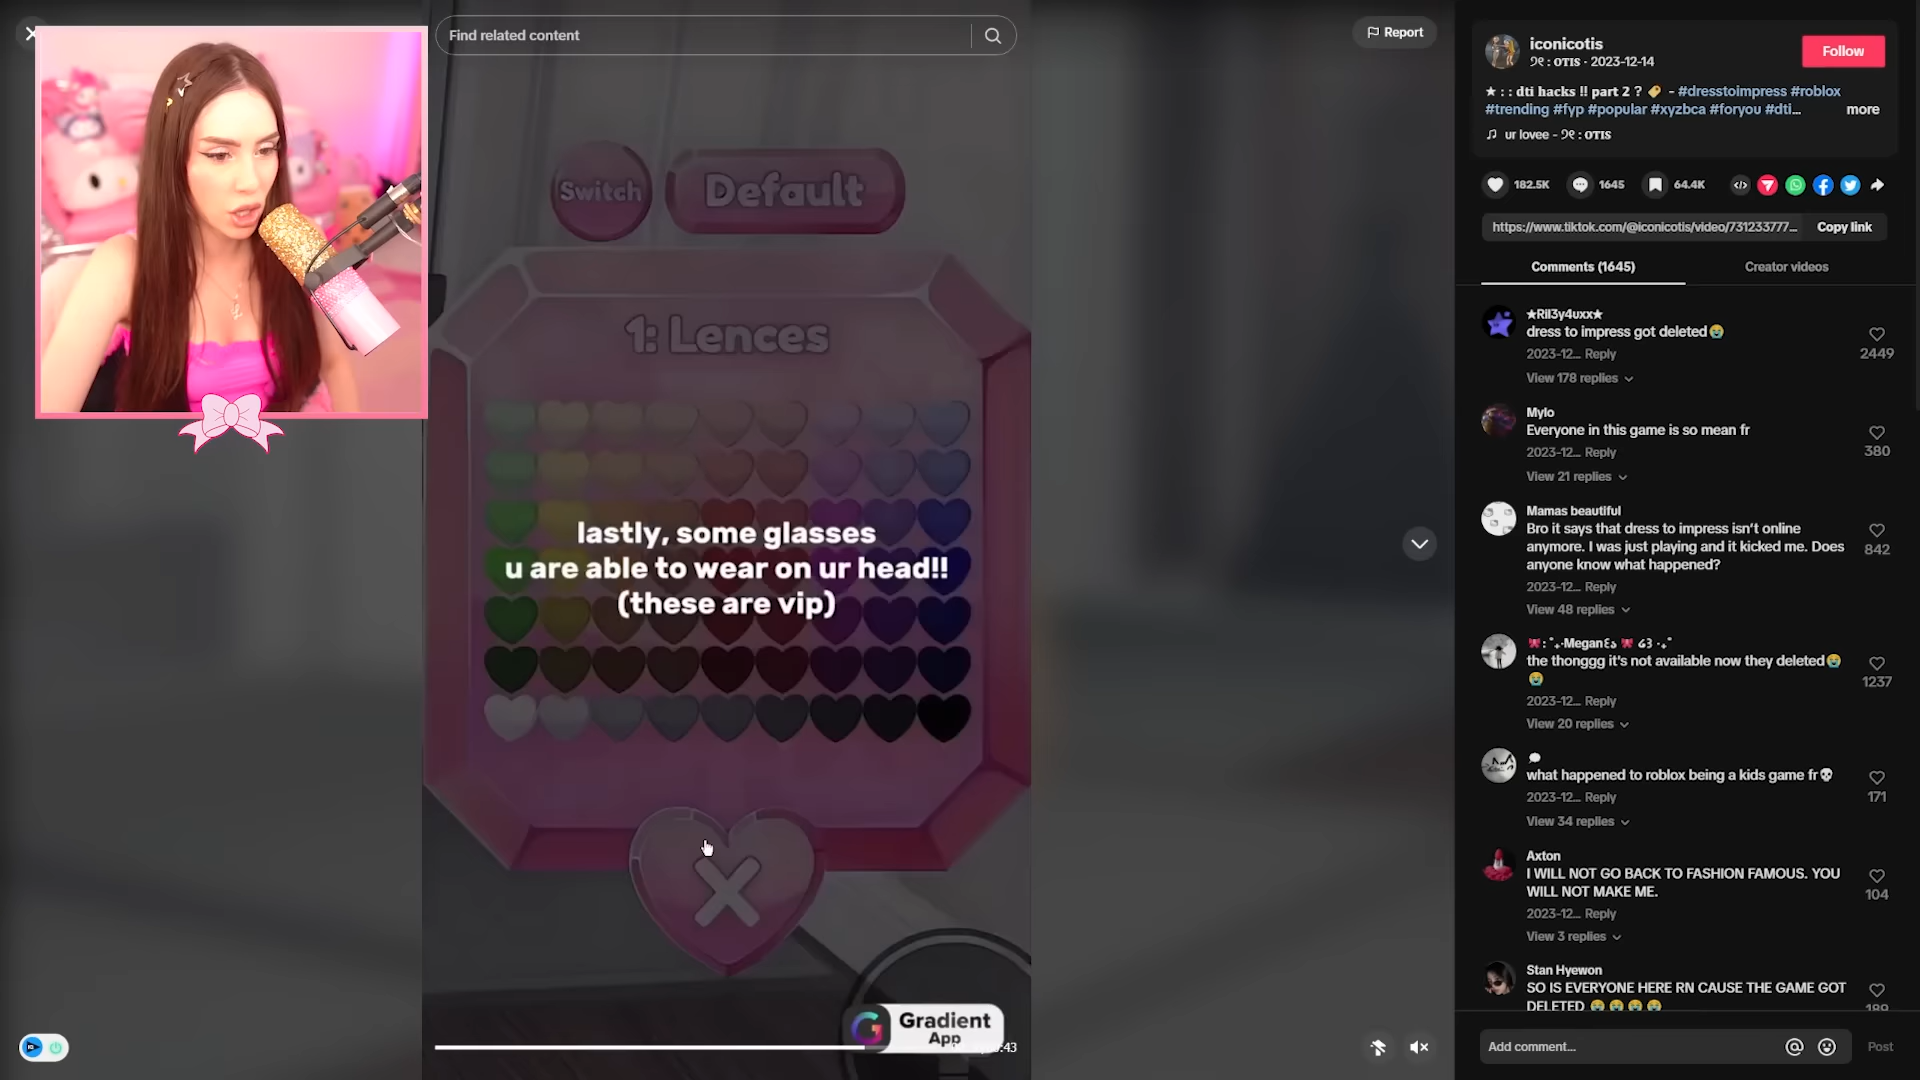 Find related content
Report
Switch
Default
1: Lences
lastly, some glasses
u are able to wear on ur head!!
(these are vip)
Gradient
App
:43
iconicotis
୨୧ : OTIS · 2023-12-14
Follow
★ : : dti hacks !! part 2 ? 🏷️ - #dresstoimpress #roblox
#trending #fyp #popular #xyzbca #foryou #dti...
more
ur lovee - ୨୧ : OTIS
182.5K
1645
64.4K
https://www.tiktok.com/@iconicotis/video/731233777...
Copy link
Comments (1645)
Creator videos
★Ril3y4uxx★
dress to impress got deleted😭
2023-12... Reply
2449
View 178 replies
Mylo
Everyone in this game is so mean fr
2023-12... Reply
380
View 21 replies
Mamas beautiful
Bro it says that dress to impress isn't online
anymore. I was just playing and it kicked me. Does
anyone know what happened?
842
2023-12... Reply
View 48 replies
the thonggg it's not available now they deleted😭
😭
1237
2023-12... Reply
View 20 replies
what happened to roblox being a kids game fr💀
2023-12... Reply
171
View 34 replies
Axton
I WILL NOT GO BACK TO FASHION FAMOUS. YOU
WILL NOT MAKE ME.
104
2023-12... Reply
View 3 replies
Stan Hyewon
SO IS EVERYONE HERE RN CAUSE THE GAME GOT
DELETED 😭😭😭😭
Add comment...
Post